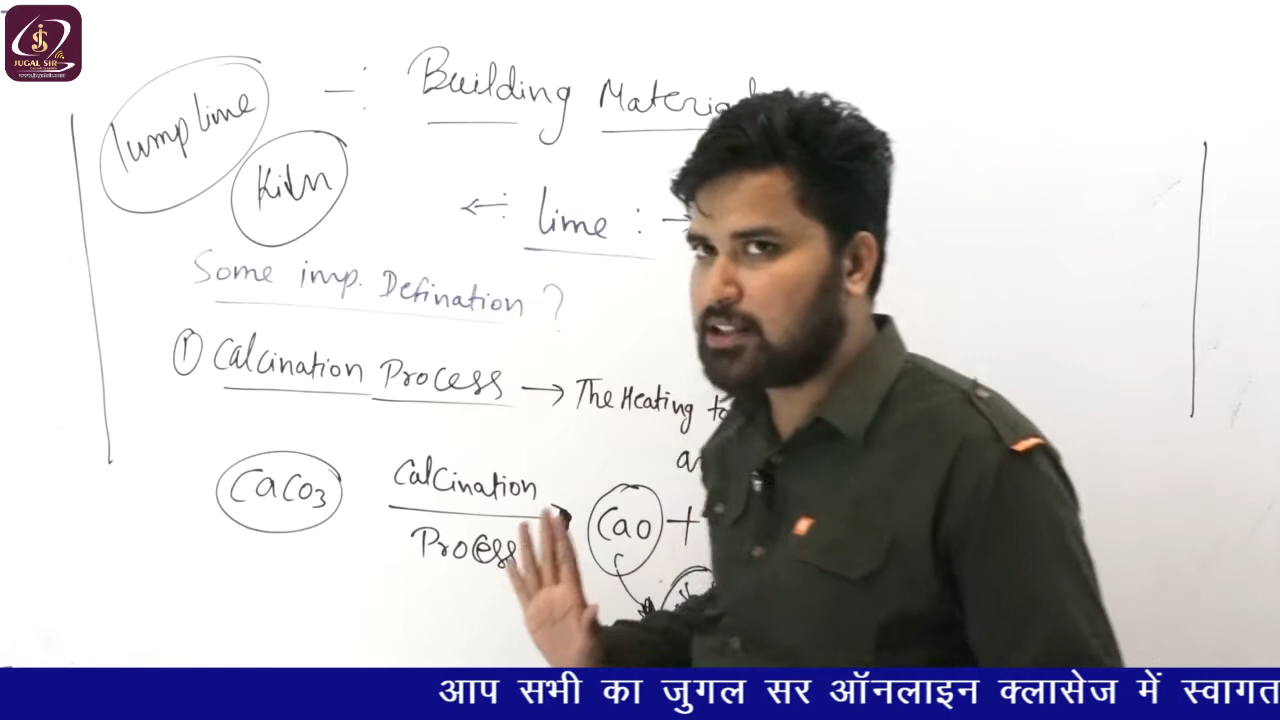 JUGAL SIR
-: Building Material
lump lime
Kiln
←: lime :→
Some imp. Defination ?
① Calcination Process → The Heating to
CaCO3 Calcination Process → CaO +
आप सभी का जुगल सर ऑनलाइन क्लासेज में स्वागत